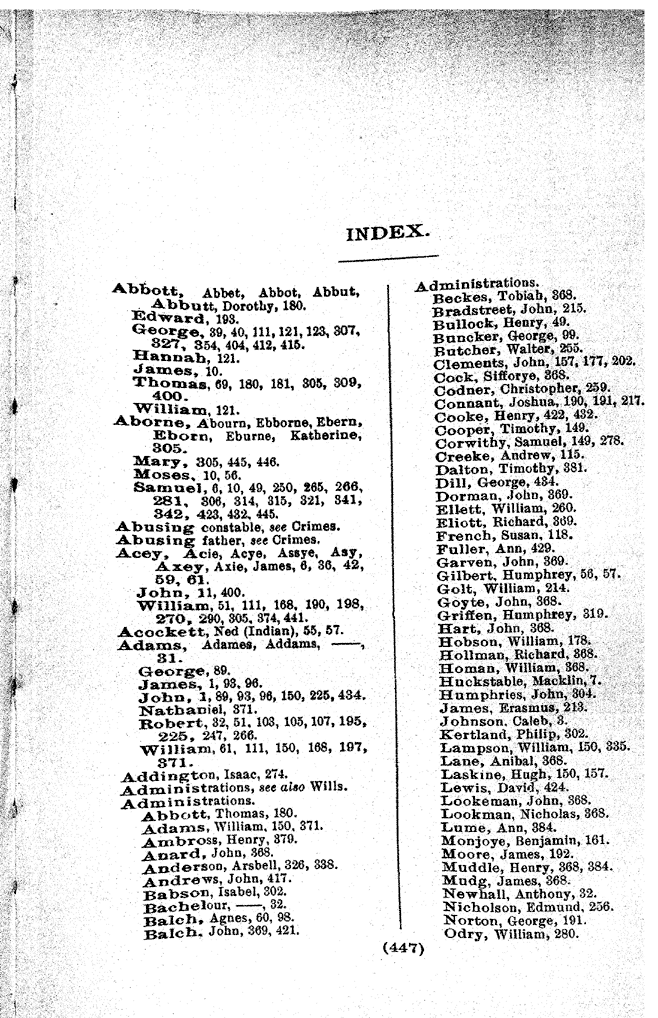 INDEX.
Abbott, Abbet, Abbot, Abbut,
Abbutt, Dorothy, 180.
Edward, 193.
George, 39, 40, 111, 121, 123, 307,
327, 354, 404, 412, 415.
Hannah, 121.
James, 10.
Thomas, 69, 180, 181, 305, 309,
400.
William, 121.
Aborne, Abourn, Ebborne, Ebern,
Eborn, Eburne, Katherine,
305.
Mary, 305, 445, 446.
Moses, 10, 56.
Samuel, 6, 10, 49, 250, 265, 266,
281, 306, 314, 315, 321, 341,
342, 423, 432, 445.
Abusing constable, see Crimes.
Abusing father, see Crimes.
Acey, Acie, Acye, Assye, Asy,
Axey, Axie, James, 6, 36, 42,
59, 61.
John, 11, 400.
William, 51, 111, 168, 190, 198,
270, 290, 305, 374, 441.
Acockett, Ned (Indian), 55, 57.
Adams, Adames, Addams, ——,
31.
George, 89.
James, 1, 93, 96.
John, 1, 89, 93, 96, 150, 225, 434.
Nathaniel, 371.
Robert, 32, 51, 103, 105, 107, 195,
225, 247, 266.
William, 61, 111, 150, 168, 197,
371.
Addington, Isaac, 274.
Administrations, see also Wills.
Administrations.
Abbott, Thomas, 180.
Adams, William, 150, 371.
Ambross, Henry, 379.
Anard, John, 368.
Anderson, Arsbell, 326, 338.
Andrews, John, 417.
Babson, Isabel, 302.
Bachelour, ——, 32.
Balch, Agnes, 60, 98.
Balch, John, 369, 421.
Administrations.
Beckes, Tobiah, 368.
Bradstreet, John, 215.
Bullock, Henry, 49.
Buncker, George, 99.
Butcher, Walter, 255.
Clements, John, 157, 177, 202.
Cock, Sifforye, 368.
Codner, Christopher, 259.
Connant, Joshua, 190, 191, 217.
Cooke, Henry, 422, 432.
Cooper, Timothy, 149.
Corwithy, Samuel, 149, 278.
Creeke, Andrew, 115.
Dalton, Timothy, 381.
Dill, George, 434.
Dorman, John, 369.
Ellett, William, 260.
Eliott, Richard, 369.
French, Susan, 118.
Fuller, Ann, 429.
Garven, John, 369.
Gilbert, Humphrey, 56, 57.
Golt, William, 214.
Goyte, John, 368.
Griffen, Humphrey, 319.
Hart, John, 368.
Hobson, William, 178.
Hollman, Richard, 368.
Homan, William, 368.
Huckstable, Macklin, 7.
Humphries, John, 304.
James, Erasmus, 213.
Johnson, Caleb, 3.
Kertland, Philip, 302.
Lampson, William, 150, 335.
Lane, Anibal, 368.
Laskine, Hugh, 150, 157.
Lewis, David, 424.
Lookeman, John, 368.
Lookman, Nicholas, 368.
Lume, Ann, 384.
Monjoye, Benjamin, 161.
Moore, James, 192.
Muddle, Henry, 368, 384.
Mudg, James, 368.
Newhall, Anthony, 32.
Nicholson, Edmund, 256.
Norton, George, 191.
Odry, William, 280.
(447)